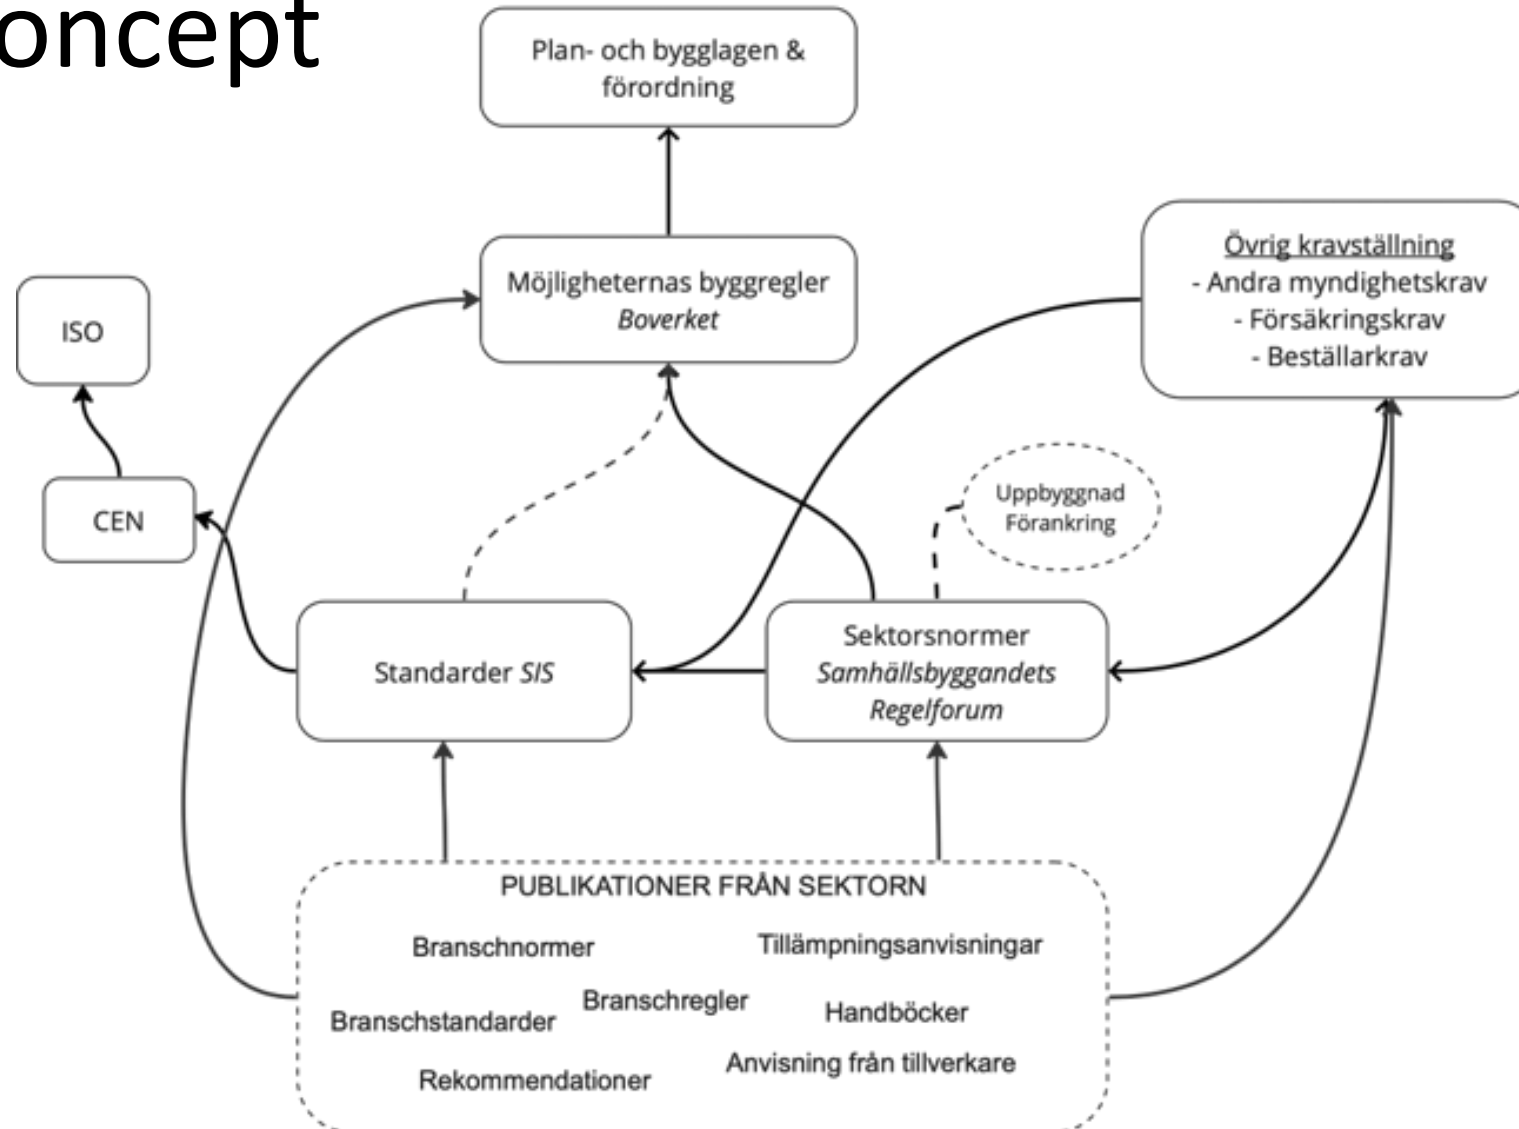 oncept
Plan- och bygglagen &
förordning
Möjligheternas byggregler
Boverket
Övrig kravställning
- Andra myndighetskrav
- Försäkringskrav
- Beställarkrav
ISO
CEN
Uppbyggnad
Förankring
Standarder SIS
Sektorsnormer
Samhällsbyggandets
Regelforum
PUBLIKATIONER FRÅN SEKTORN
Branschnormer
Tillämpningsanvisningar
Branschregler
Handböcker
Branschstandarder
Anvisning från tillverkare
Rekommendationer